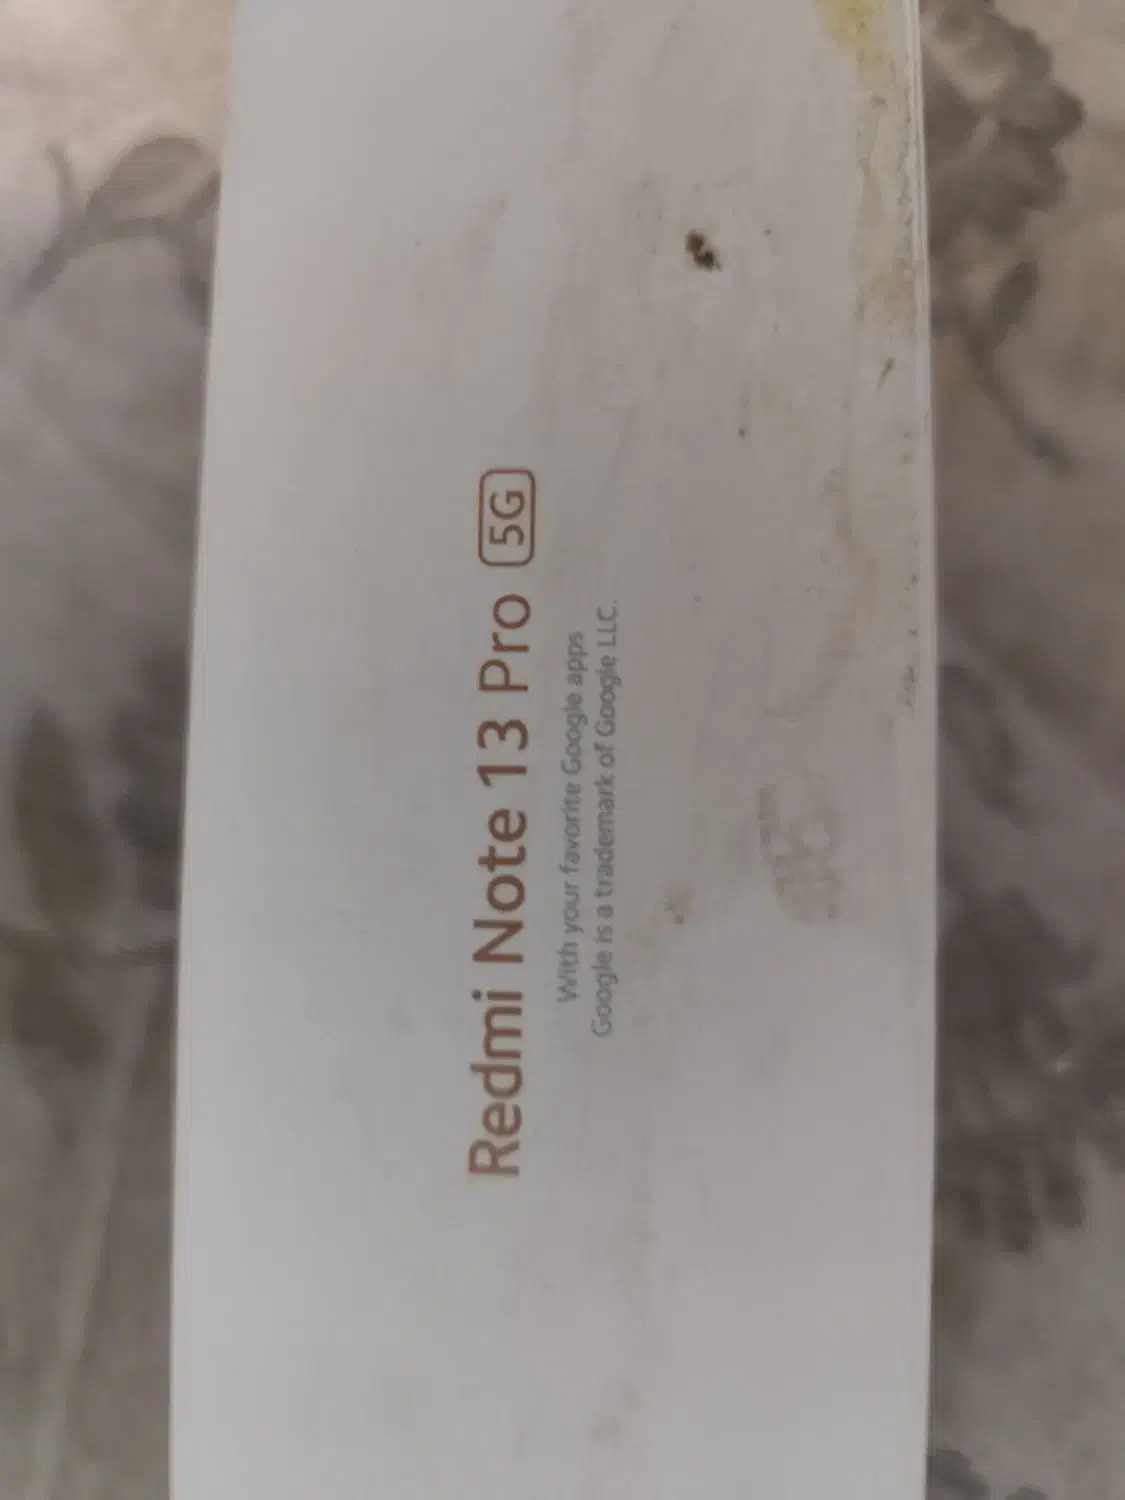 Redmi Note 13 Pro 5G
With your favorite Google apps
Google is a trademark of Google LLC.